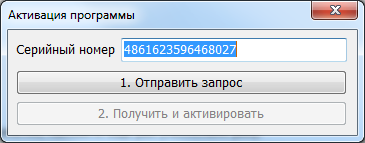 Активация программы
Серийный номер 4861623596468027
1. Отправить запрос
2. Получить и активировать